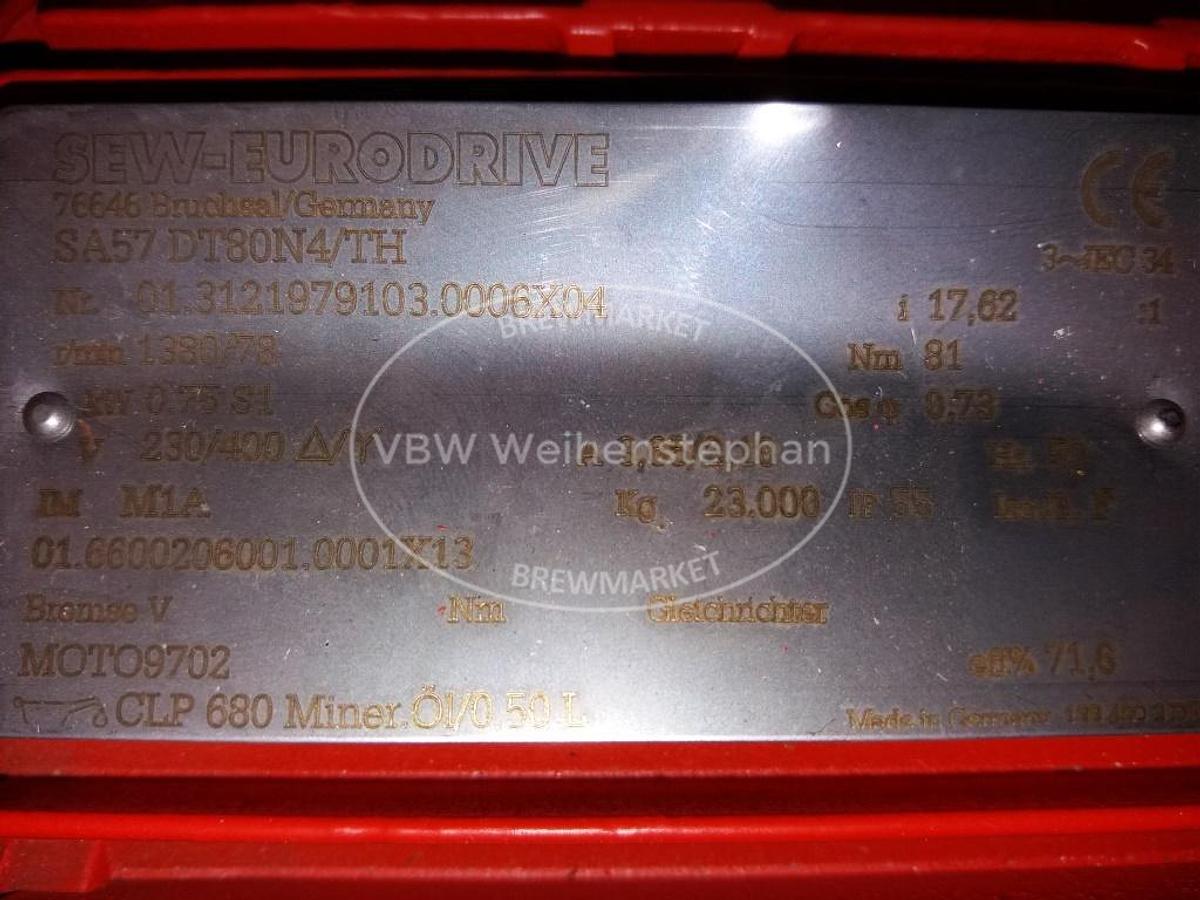 SEW-EURODRIVE
76646 Bruchsal/Germany
SA57 DT80N4/TH
3~IEC 34
Nr. 01.3121979103.0006X04 i 17,62 :1
r/min 1380/78 Nm 81
kW 0.75 S1 Cos φ 0,73
V 230/400 Δ/Y A Hz 50
IM M1A Kg 23.000 IP 55 Isol. F
01.6600206001.0001X13
Bremse V Nm Gleichrichter
MOTO9702 eff% 71,6
CLP 680 Miner.Öl/0.50 L Made in Germany
BREWMARKET
VBW Weihenstephan
BREWMARKET